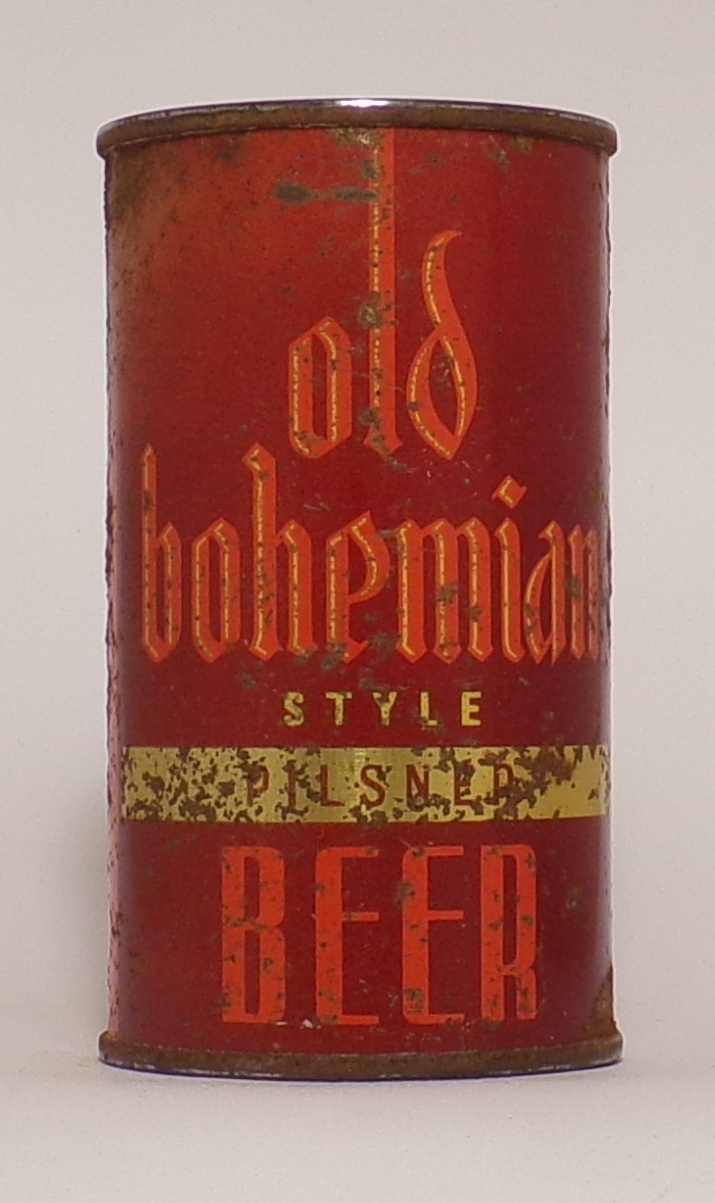 old
bohemian
STYLE
PILSNER
BEER